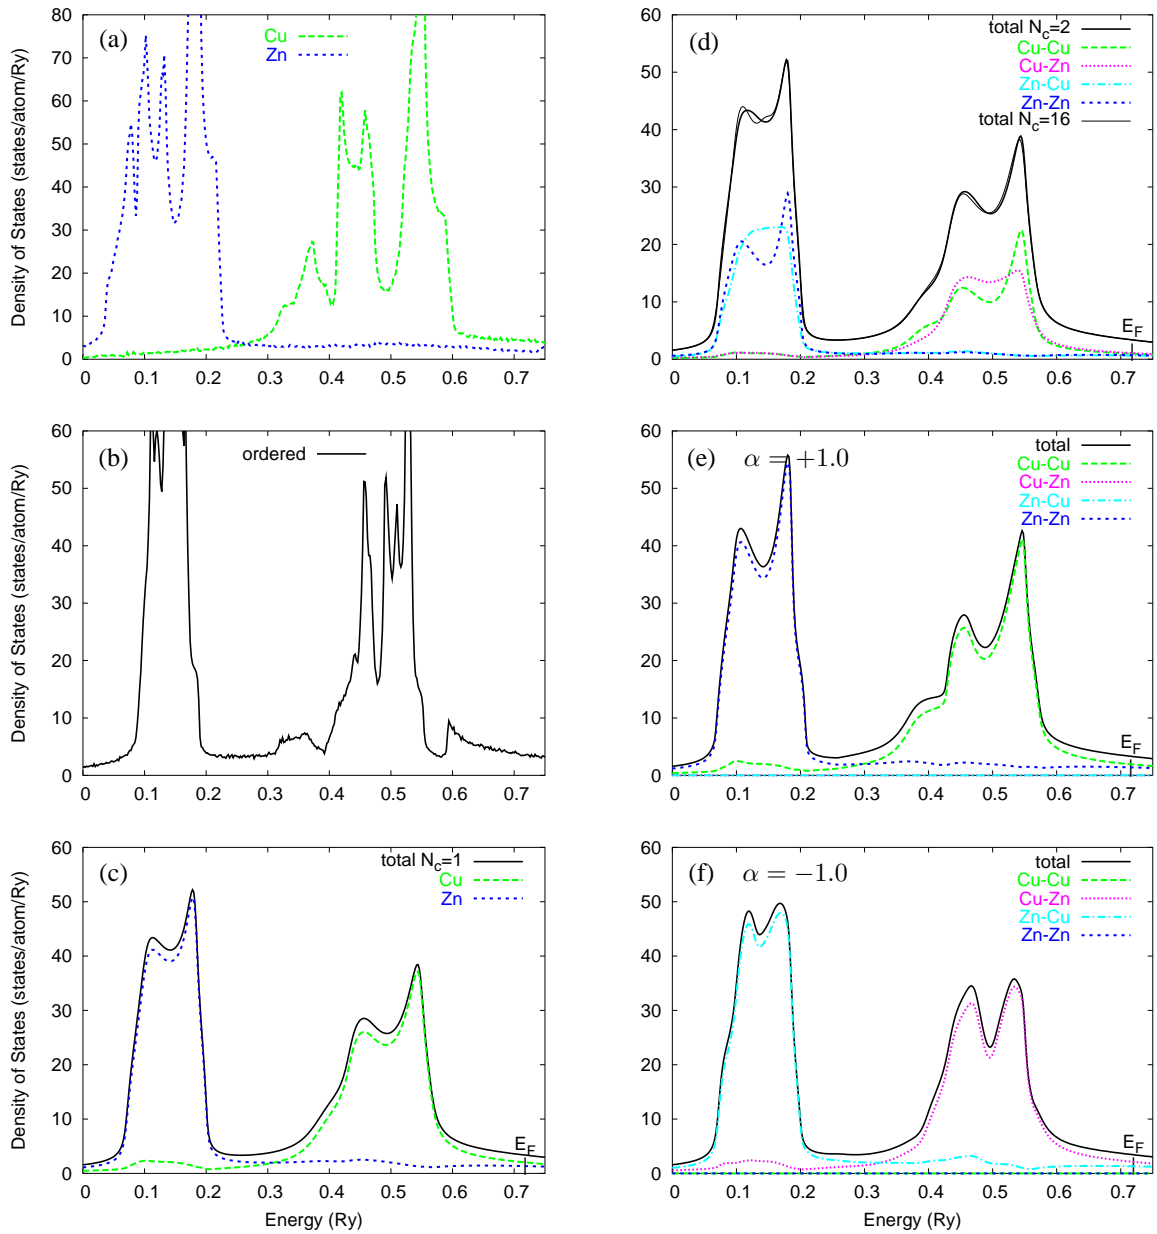 (a)
Cu
Zn
Density of States (states/atom/Ry)
80
70
60
50
40
30
20
10
0
0 0.1 0.2 0.3 0.4 0.5 0.6 0.7
(d)
total N_c=2
Cu-Cu
Cu-Zn
Zn-Cu
Zn-Zn
total N_c=16
60
50
40
30
20
10
0
E_F
0 0.1 0.2 0.3 0.4 0.5 0.6 0.7
(b)
ordered
Density of States (states/atom/Ry)
60
50
40
30
20
10
0
0 0.1 0.2 0.3 0.4 0.5 0.6 0.7
(e) α = +1.0
total
Cu-Cu
Cu-Zn
Zn-Cu
Zn-Zn
60
50
40
30
20
10
0
E_F
0 0.1 0.2 0.3 0.4 0.5 0.6 0.7
(c)
total N_c=1
Cu
Zn
Density of States (states/atom/Ry)
60
50
40
30
20
10
0
E_F
0 0.1 0.2 0.3 0.4 0.5 0.6 0.7
Energy (Ry)
(f) α = −1.0
total
Cu-Cu
Cu-Zn
Zn-Cu
Zn-Zn
60
50
40
30
20
10
0
E_F
0 0.1 0.2 0.3 0.4 0.5 0.6 0.7
Energy (Ry)